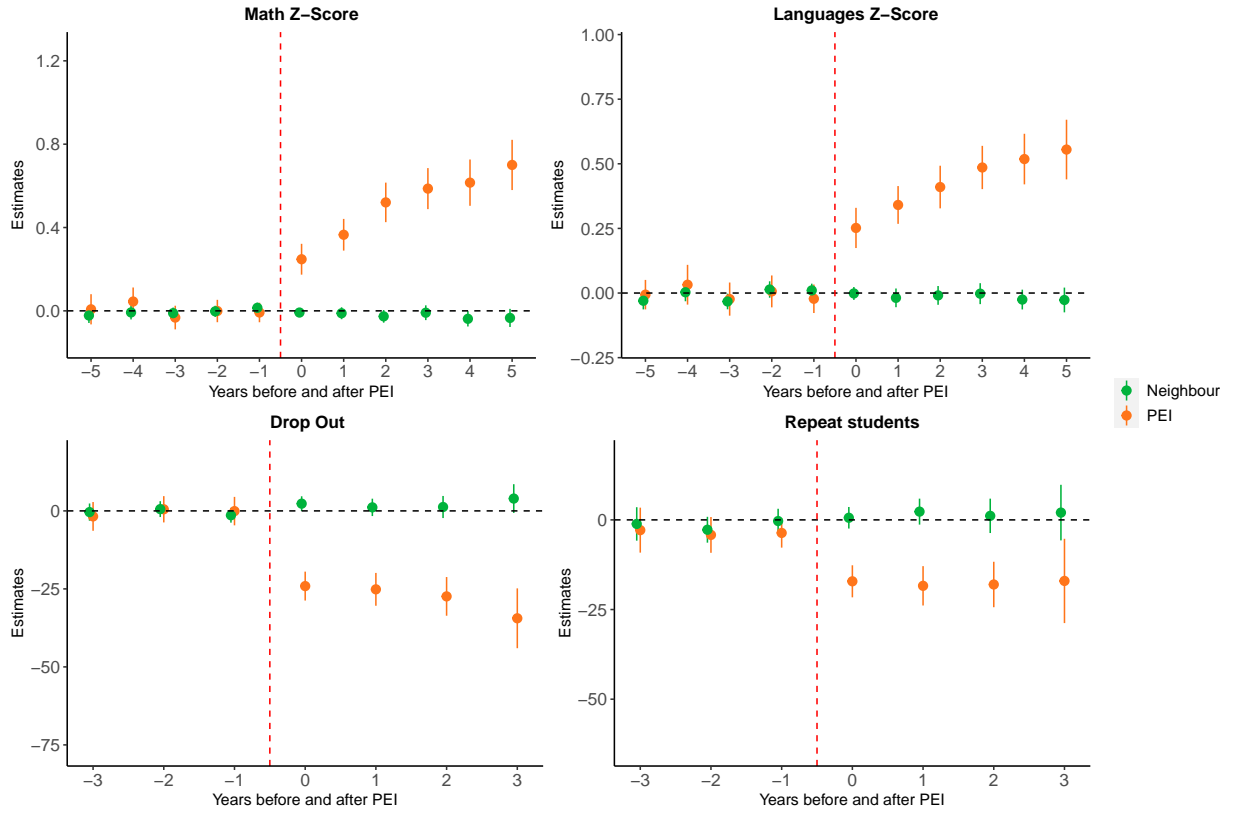 Math Z−Score
Estimates
1.2
0.8
0.4
0.0
−5 −4 −3 −2 −1 0 1 2 3 4 5
Years before and after PEI
Languages Z−Score
Estimates
1.00
0.75
0.50
0.25
0.00
−0.25
−5 −4 −3 −2 −1 0 1 2 3 4 5
Years before and after PEI
Neighbour
PEI
Drop Out
Estimates
0
−25
−50
−75
−3 −2 −1 0 1 2 3
Years before and after PEI
Repeat students
Estimates
0
−25
−50
−3 −2 −1 0 1 2 3
Years before and after PEI